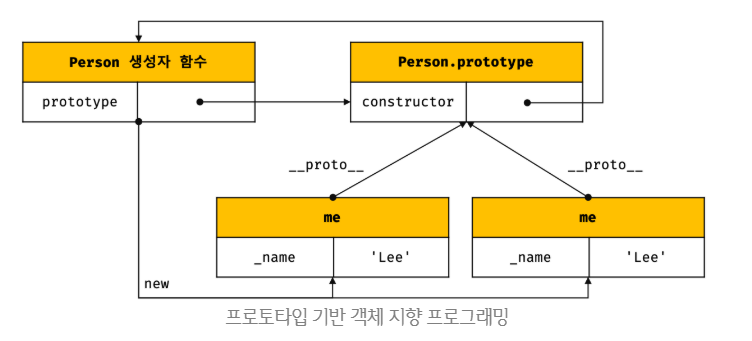 Person 생성자 함수
Person.prototype
prototype
constructor
__proto__
__proto__
me
me
_name
'Lee'
_name
'Lee'
new
프로토타입 기반 객체 지향 프로그래밍